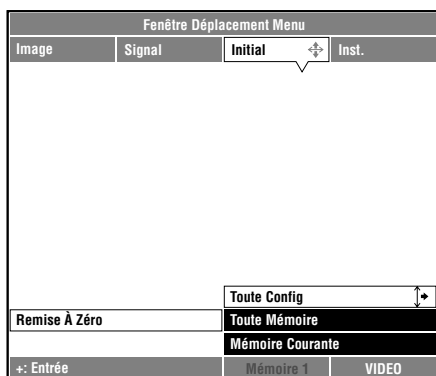 Fenêtre Déplacement Menu
Image Signal Initial Inst.
Toute Config
Remise À Zéro Toute Mémoire
Mémoire Courante
+: Entrée Mémoire 1 VIDEO